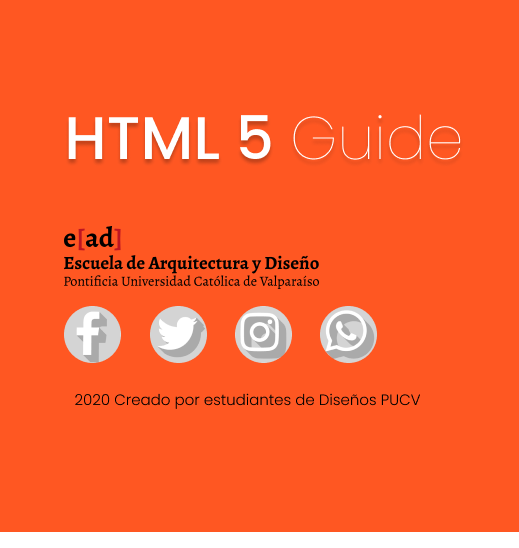 HTML 5 Guide
e[ad]
Escuela de Arquitectura y Diseño
Pontificia Universidad Católica de Valparaíso
2020 Creado por estudiantes de Diseños PUCV